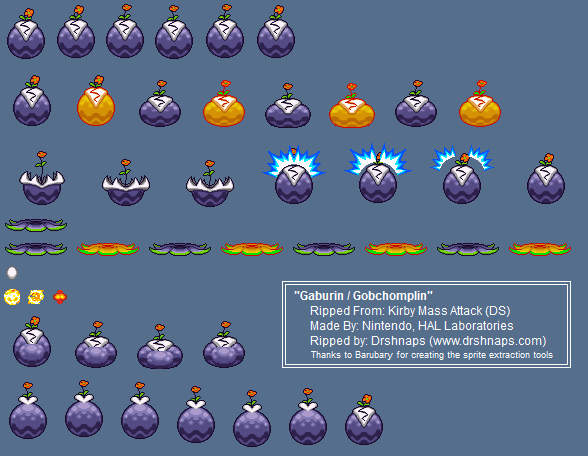 "Gaburin / Gobchomplin"
Ripped From: Kirby Mass Attack (DS)
Made By: Nintendo, HAL Laboratories
Ripped by: Drshnaps (www.drshnaps.com)
Thanks to Barubary for creating the sprite extraction tools